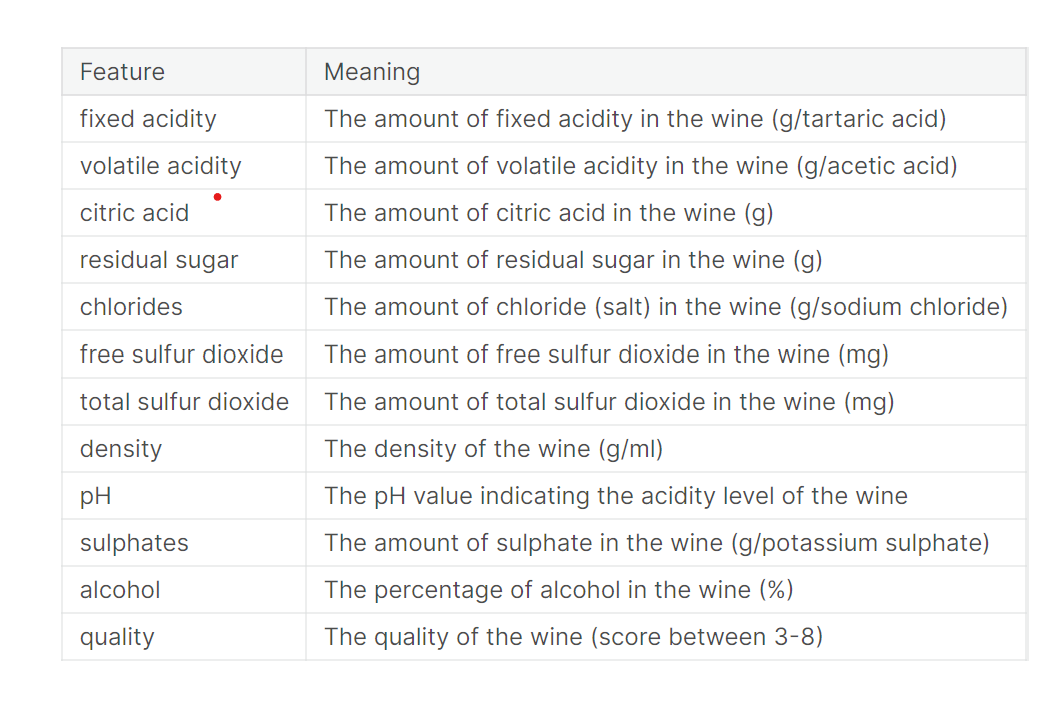 Feature Meaning
fixed acidity The amount of fixed acidity in the wine (g/tartaric acid)
volatile acidity The amount of volatile acidity in the wine (g/acetic acid)
citric acid The amount of citric acid in the wine (g)
residual sugar The amount of residual sugar in the wine (g)
chlorides The amount of chloride (salt) in the wine (g/sodium chloride)
free sulfur dioxide The amount of free sulfur dioxide in the wine (mg)
total sulfur dioxide The amount of total sulfur dioxide in the wine (mg)
density The density of the wine (g/ml)
pH The pH value indicating the acidity level of the wine
sulphates The amount of sulphate in the wine (g/potassium sulphate)
alcohol The percentage of alcohol in the wine (%)
quality The quality of the wine (score between 3-8)